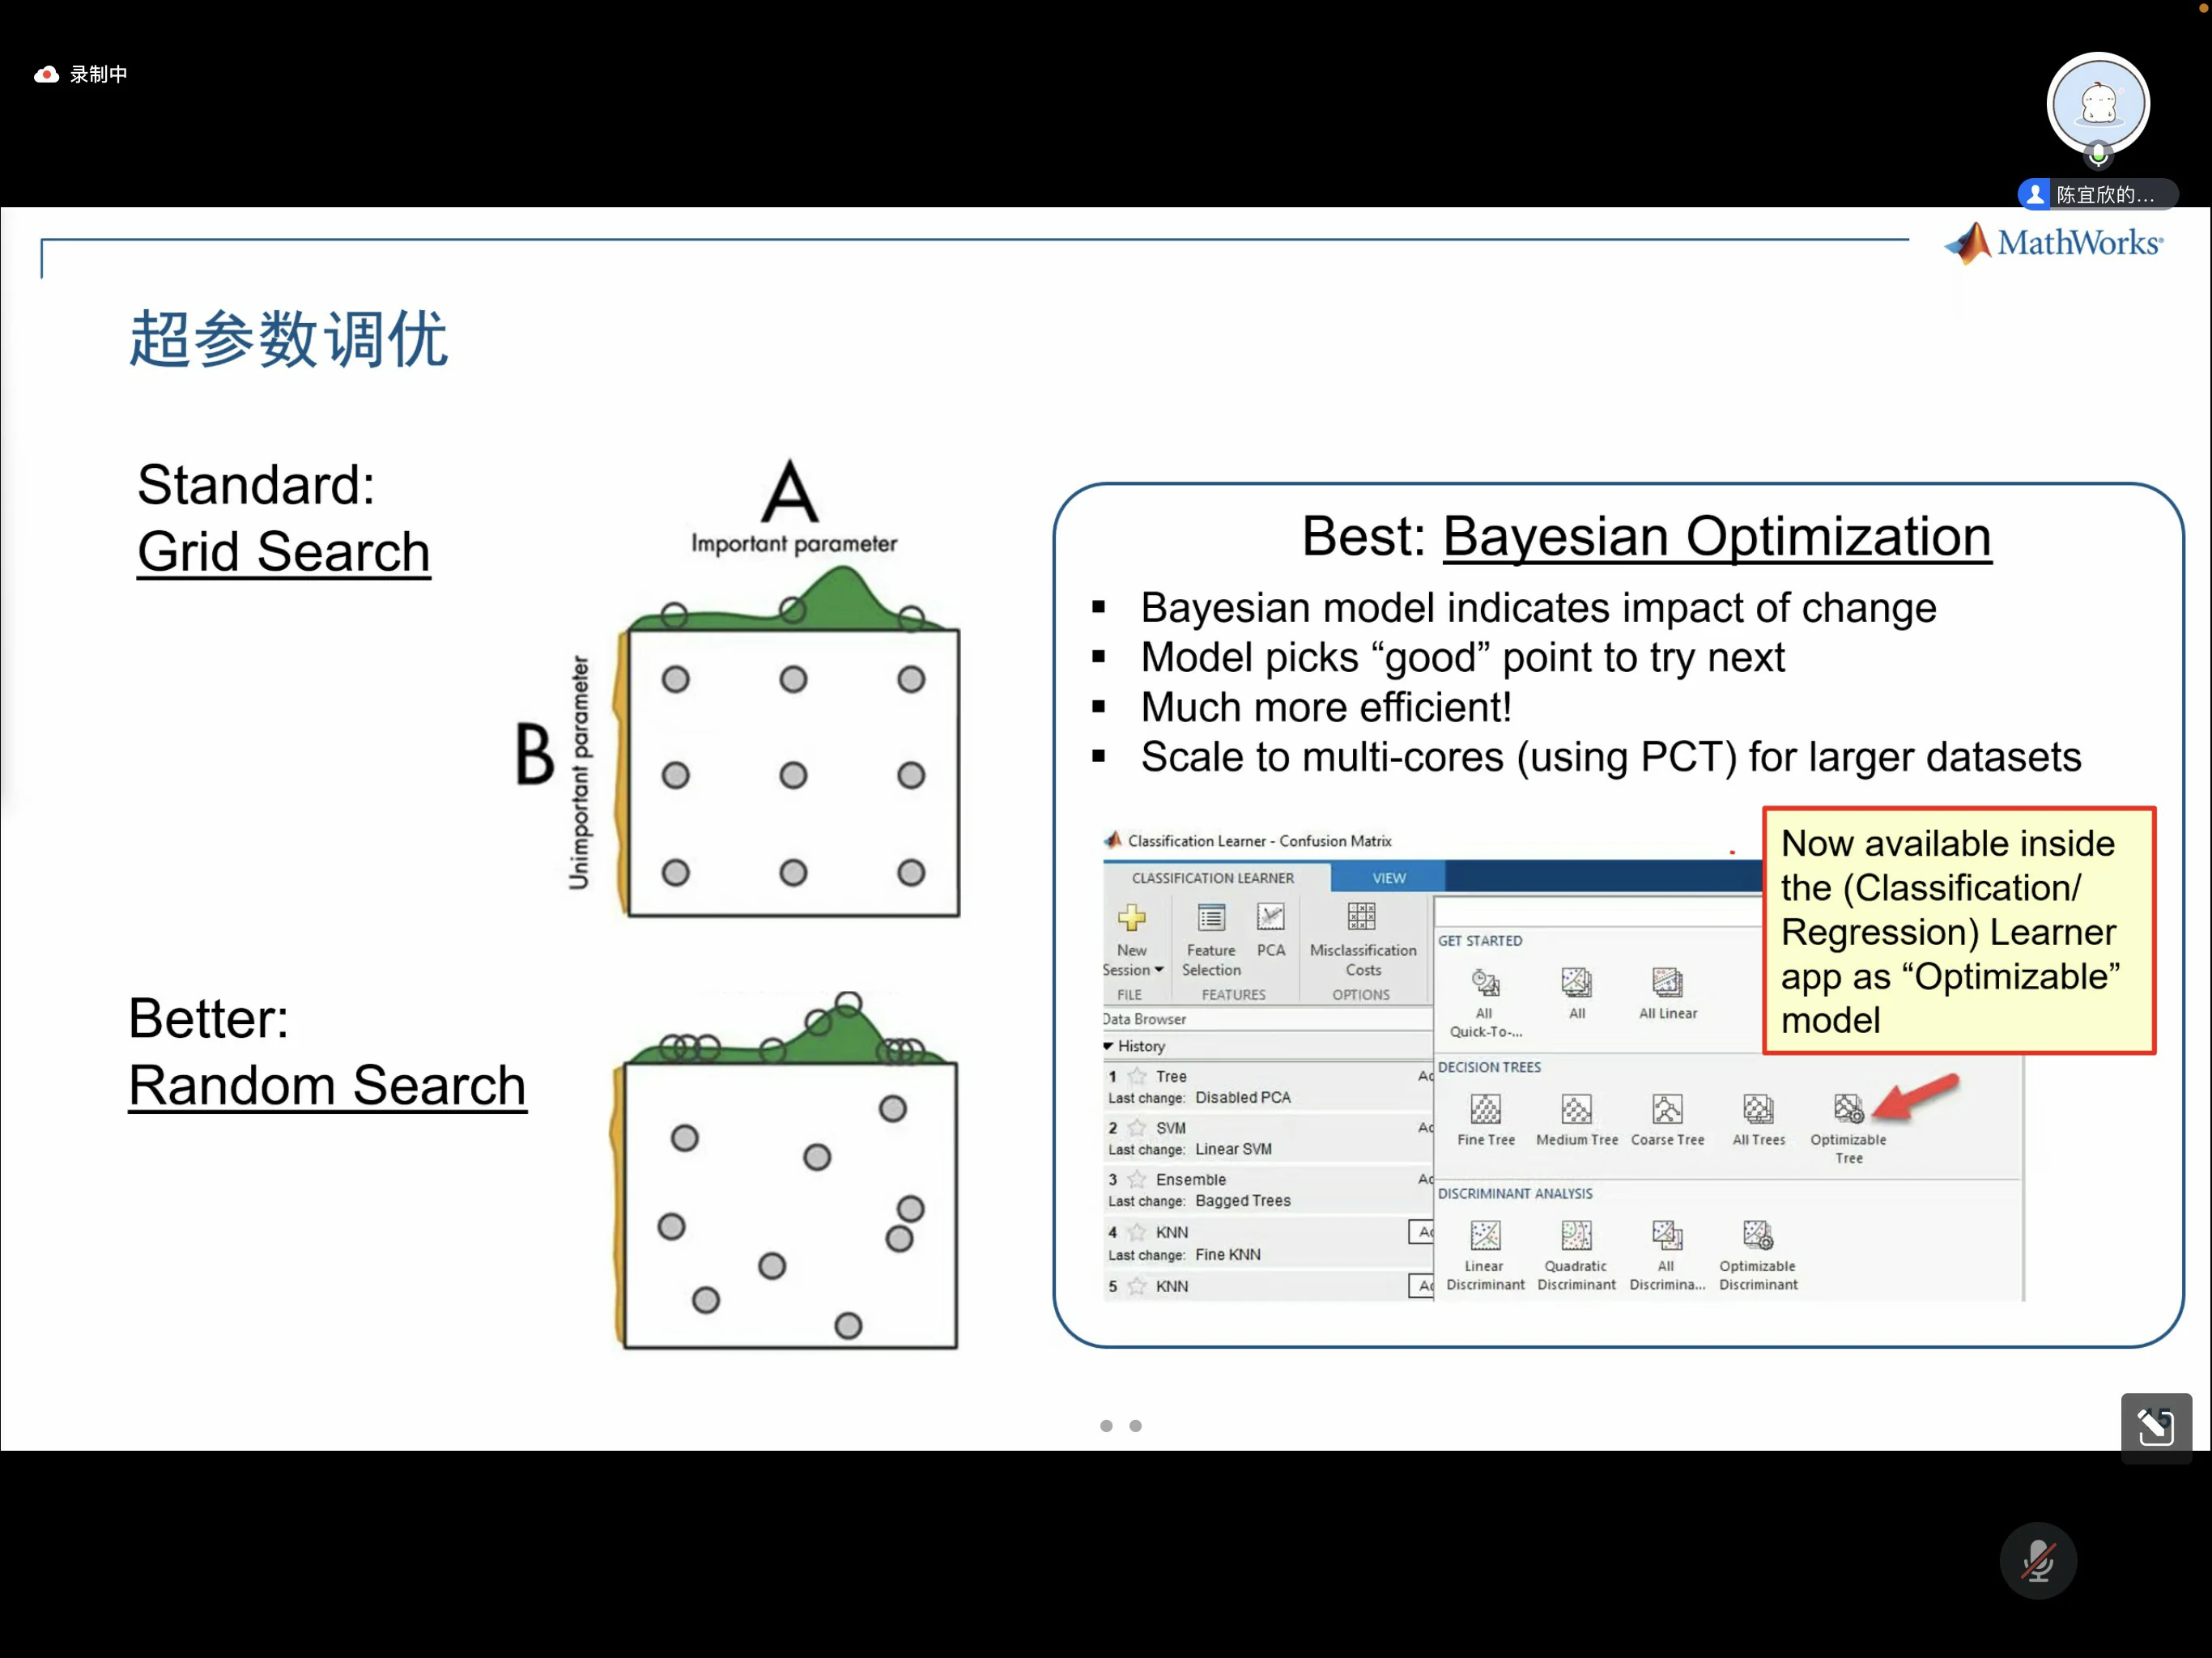 录制中
陈宜欣的...
MathWorks
超参数调优
Standard:
Grid Search
A
Important parameter
B
Unimportant parameter
Better:
Random Search
Best: Bayesian Optimization
▪ Bayesian model indicates impact of change
▪ Model picks “good” point to try next
▪ Much more efficient!
▪ Scale to multi-cores (using PCT) for larger datasets
Classification Learner - Confusion Matrix
CLASSIFICATION LEARNER
VIEW
New
Session
Feature
Selection
PCA
Misclassification
Costs
FILE
FEATURES
OPTIONS
Data Browser
History
1 Tree
Last change: Disabled PCA
2 SVM
Last change: Linear SVM
3 Ensemble
Last change: Bagged Trees
4 KNN
Last change: Fine KNN
5 KNN
GET STARTED
All
Quick-To-...
All
All Linear
DECISION TREES
Fine Tree
Medium Tree
Coarse Tree
All Trees
Optimizable
Tree
DISCRIMINANT ANALYSIS
Linear
Discriminant
Quadratic
Discriminant
All
Discrimina...
Optimizable
Discriminant
Now available inside
the (Classification/
Regression) Learner
app as “Optimizable”
model